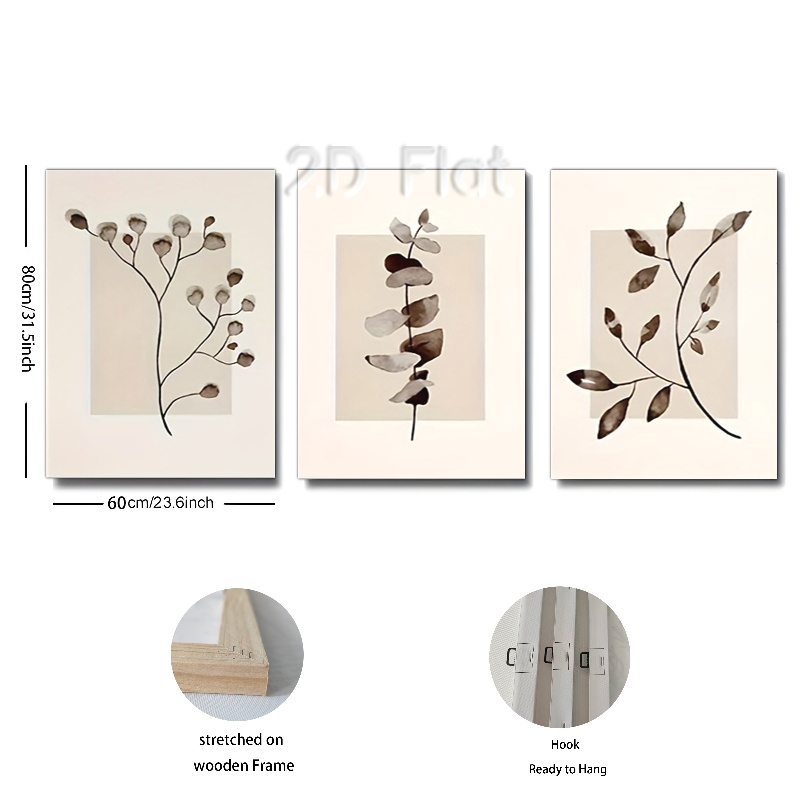 2D Flat
80cm/31.5inch
60cm/23.6inch
stretched on
wooden Frame
Hook
Ready to Hang